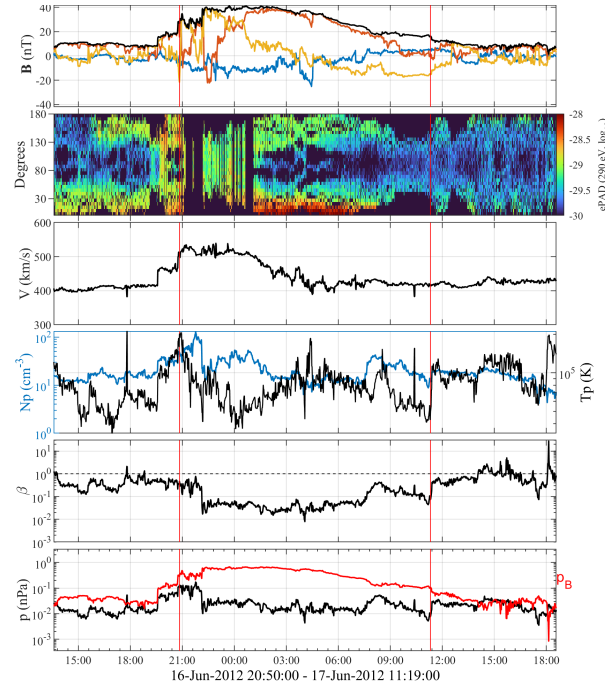 40
20
0
-20
-40
B (nT)
180
130
80
30
Degrees
-28
-28.5
-29
-29.5
-30
ePAD (290 eV, log
600
500
400
300
V (km/s)
10²
10¹
10⁰
Np (cm⁻³
)
10⁵
Tp (K)
10¹
10⁰
10⁻¹
10⁻²
10⁻³
β
10⁰
10⁻¹
10⁻²
10⁻³
p (nPa)
p_B
15:00 18:00 21:00 00:00 03:00 06:00 09:00 12:00 15:00 18:00
16-Jun-2012 20:50:00 - 17-Jun-2012 11:19:00